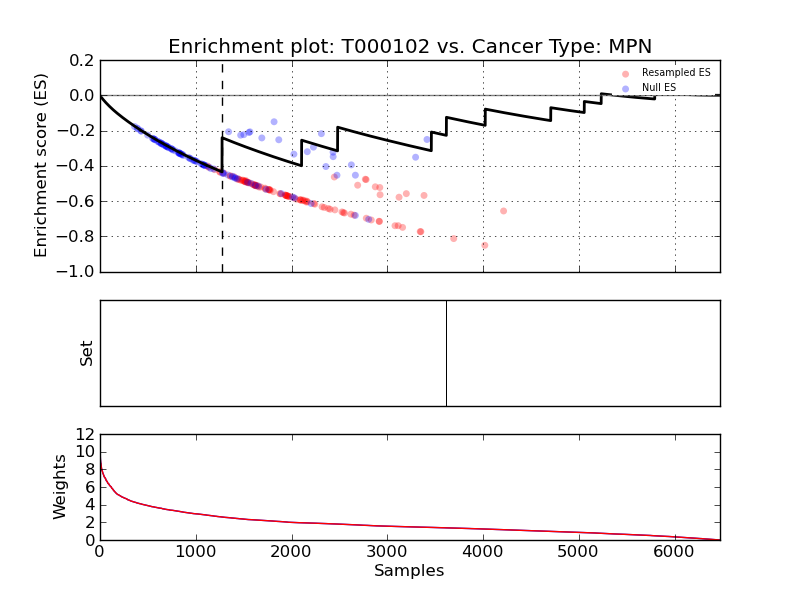 Enrichment plot: T000102 vs. Cancer Type: MPN
Enrichment score (ES)
0.2
0.0
−0.2
−0.4
−0.6
−0.8
−1.0
Resampled ES
Null ES
Set
Weights
12
10
8
6
4
2
0
0 1000 2000 3000 4000 5000 6000
Samples